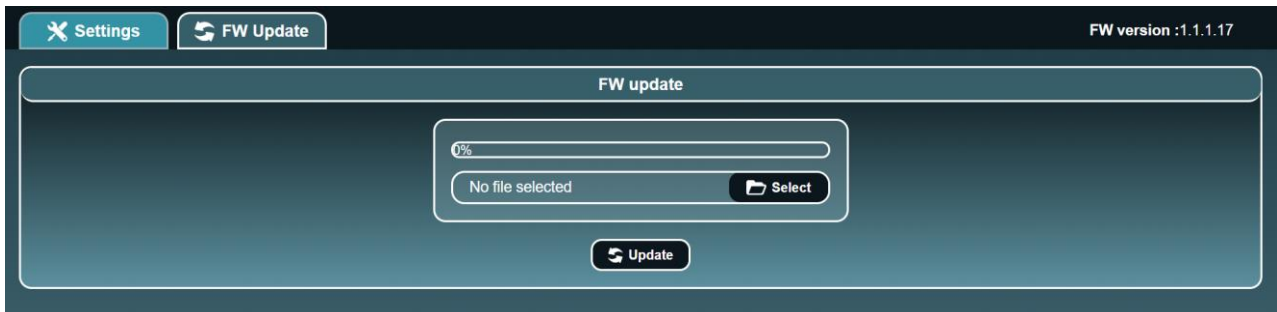 Settings FW Update FW version :1.1.1.17
FW update
0%
No file selected Select
Update